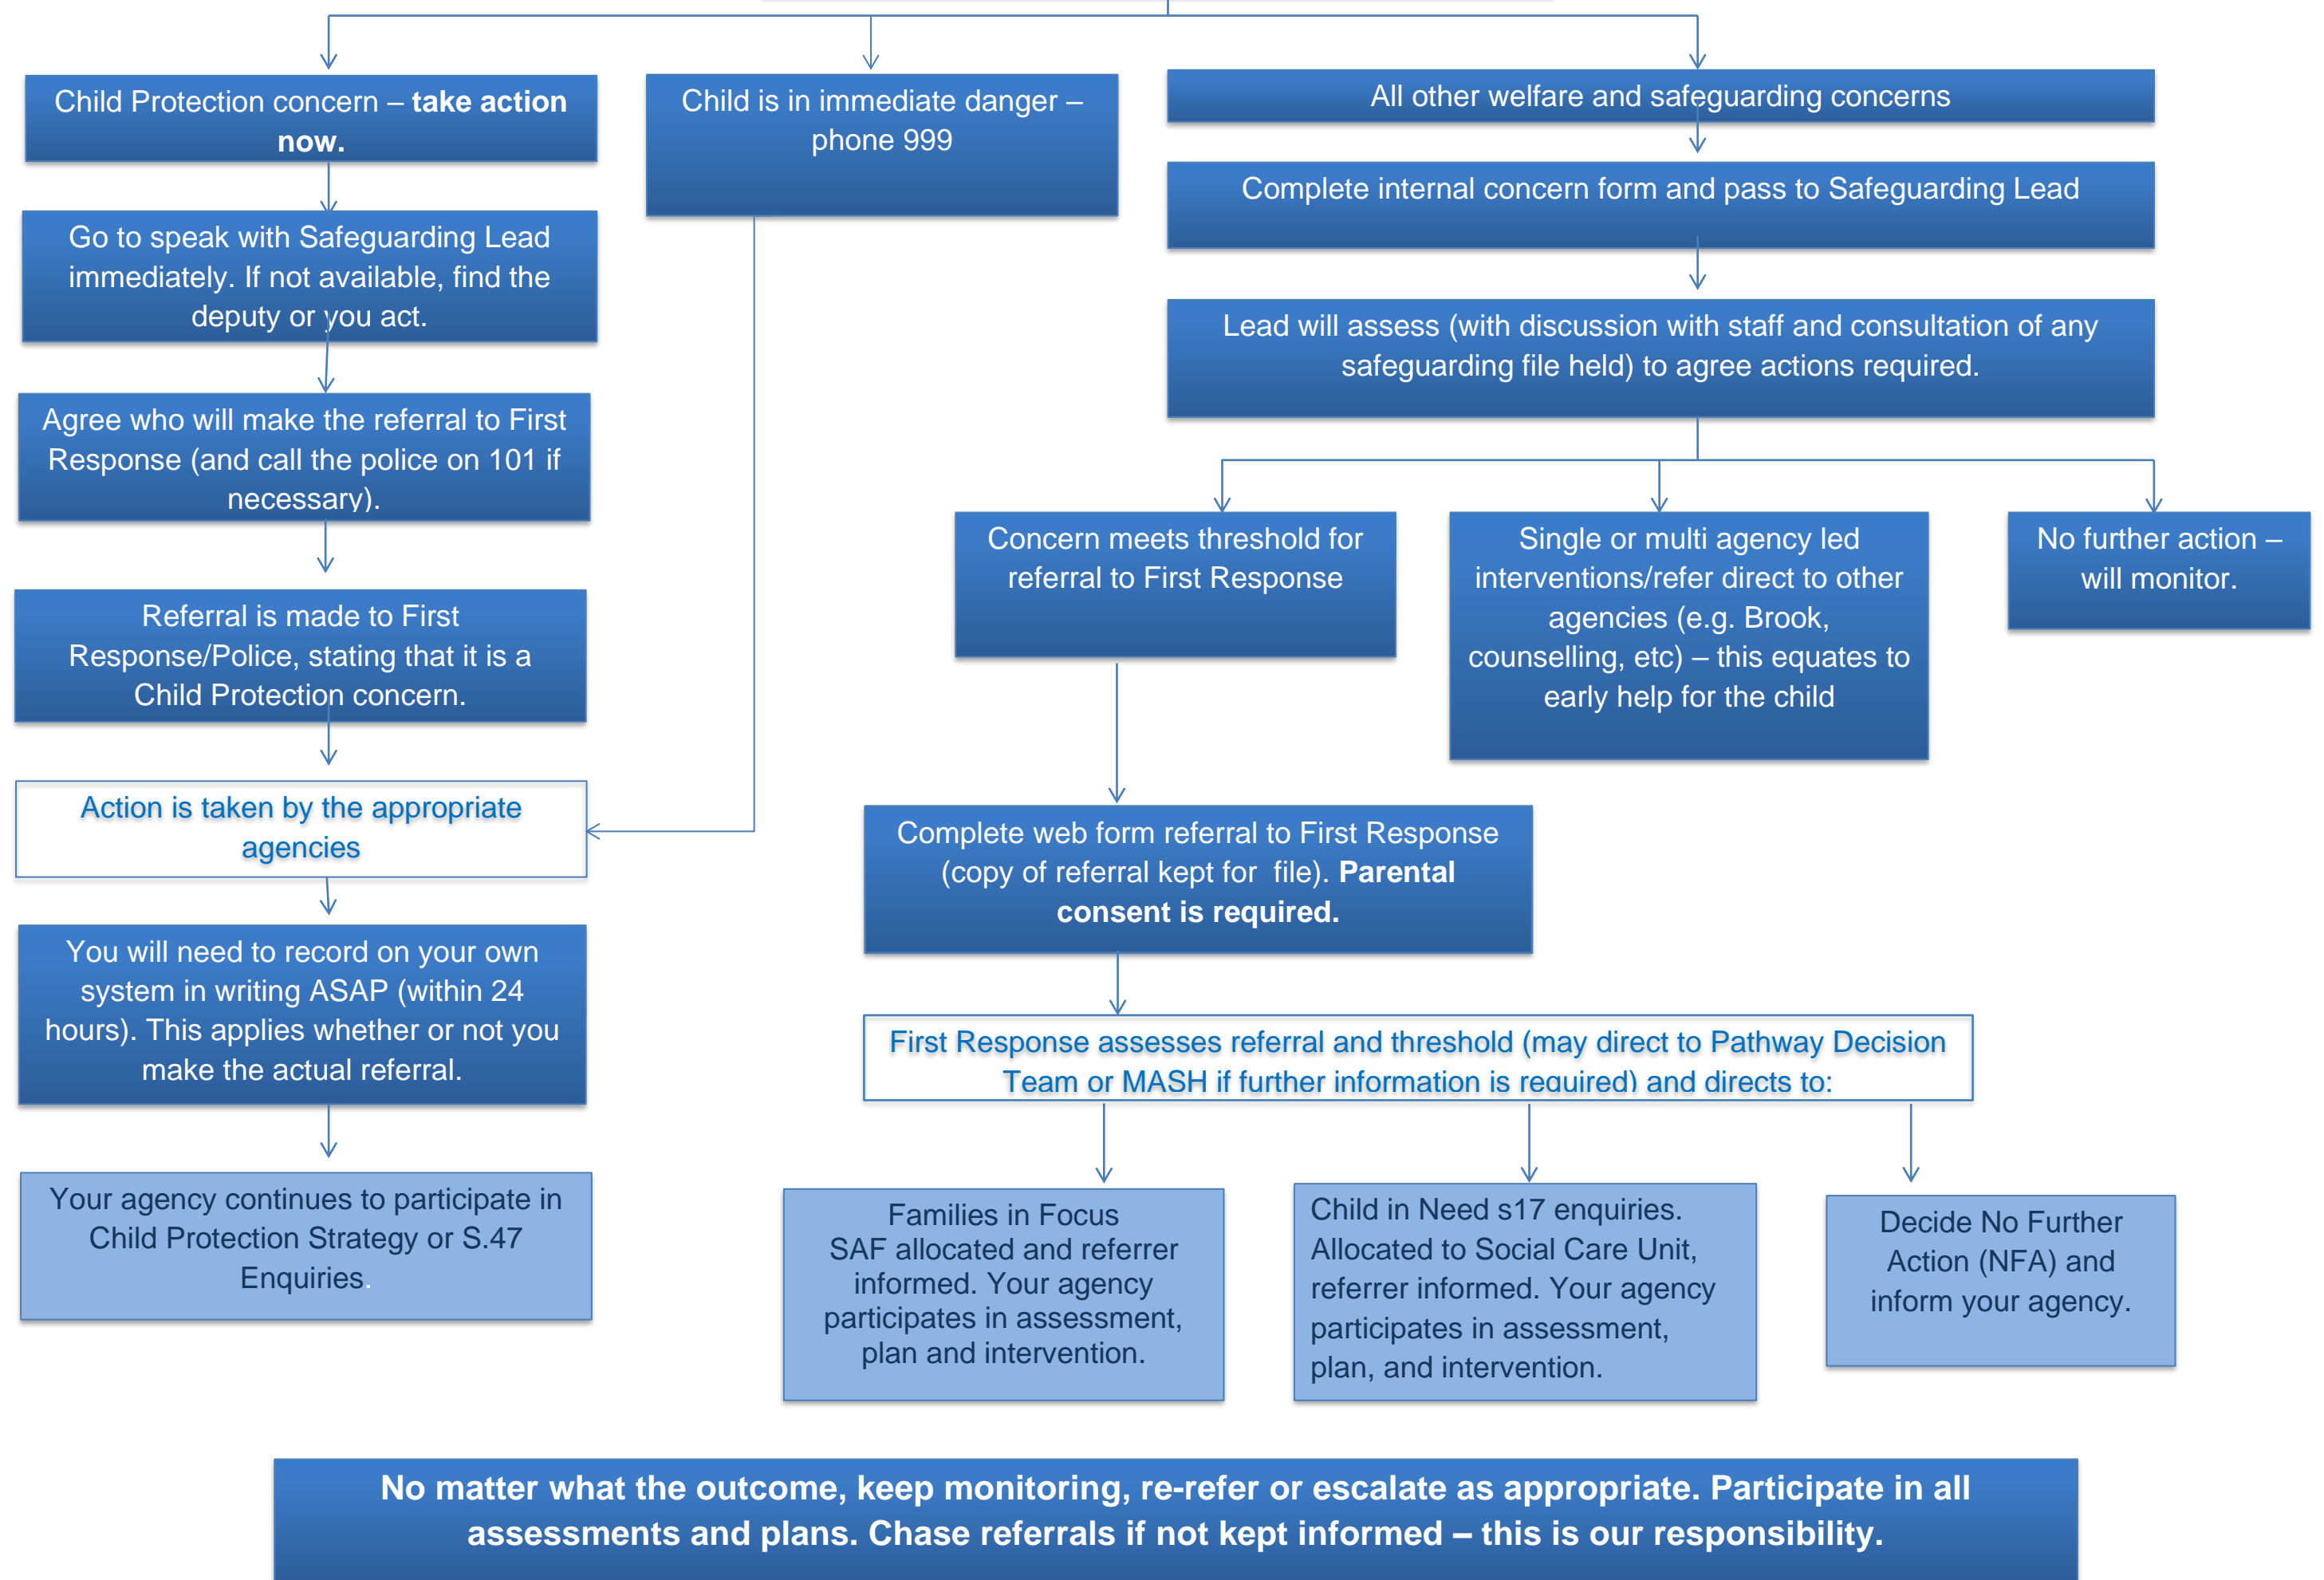 Child Protection concern – take action
now.
Child is in immediate danger –
phone 999
All other welfare and safeguarding concerns
Go to speak with Safeguarding Lead
immediately. If not available, find the
deputy or you act.
Complete internal concern form and pass to Safeguarding Lead
Lead will assess (with discussion with staff and consultation of any
safeguarding file held) to agree actions required.
Agree who will make the referral to First
Response (and call the police on 101 if
necessary).
Concern meets threshold for
referral to First Response
Single or multi agency led
interventions/refer direct to other
agencies (e.g. Brook,
counselling, etc) – this equates to
early help for the child
No further action –
will monitor.
Referral is made to First
Response/Police, stating that it is a
Child Protection concern.
Action is taken by the appropriate
agencies
Complete web form referral to First Response
(copy of referral kept for  file). Parental
consent is required.
You will need to record on your own
system in writing ASAP (within 24
hours). This applies whether or not you
make the actual referral.
First Response assesses referral and threshold (may direct to Pathway Decision
Team or MASH if further information is required) and directs to:
Your agency continues to participate in
Child Protection Strategy or S.47
Enquiries.
Families in Focus
SAF allocated and referrer
informed. Your agency
participates in assessment,
plan and intervention.
Child in Need s17 enquiries.
Allocated to Social Care Unit,
referrer informed. Your agency
participates in assessment,
plan, and intervention.
Decide No Further
Action (NFA) and
inform your agency.
No matter what the outcome, keep monitoring, re-refer or escalate as appropriate. Participate in all
assessments and plans. Chase referrals if not kept informed – this is our responsibility.